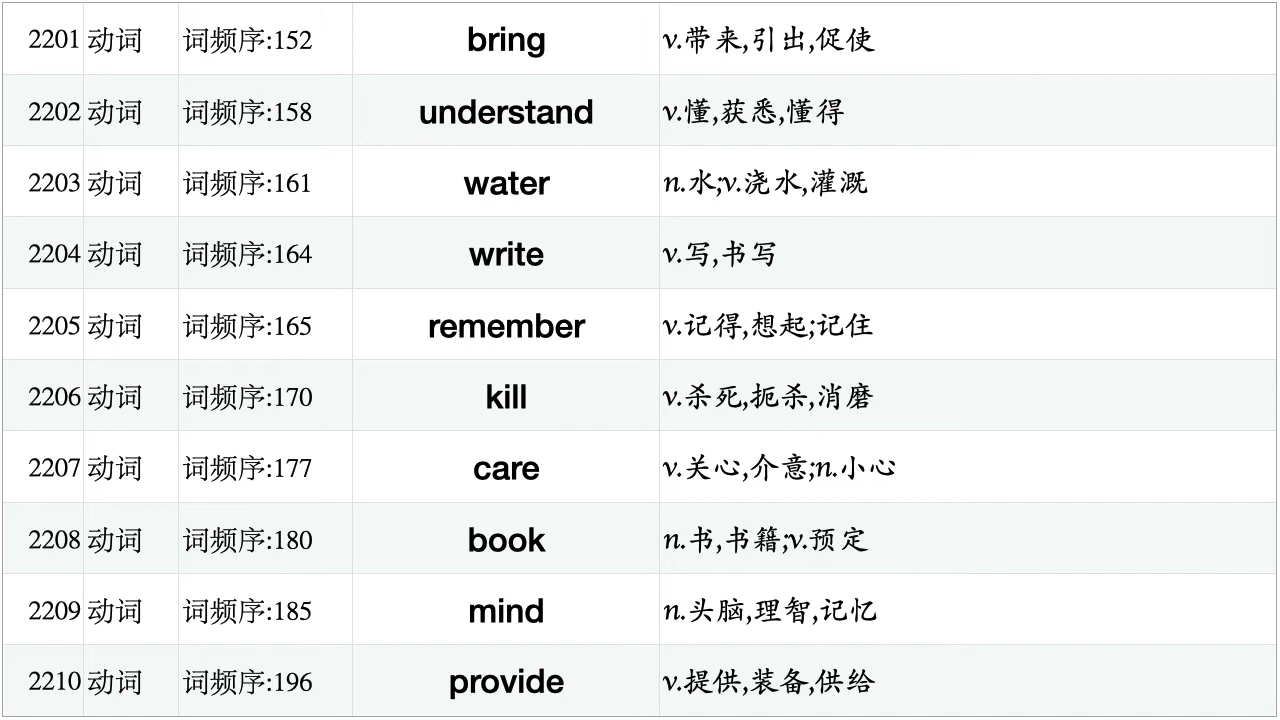 2201 动词 词频序:152 bring v.带来,引出,促使
2202 动词 词频序:158 understand v.懂,获悉,懂得
2203 动词 词频序:161 water n.水;v.浇水,灌溉
2204 动词 词频序:164 write v.写,书写
2205 动词 词频序:165 remember v.记得,想起;记住
2206 动词 词频序:170 kill v.杀死,扼杀,消磨
2207 动词 词频序:177 care v.关心,介意;n.小心
2208 动词 词频序:180 book n.书,书籍;v.预定
2209 动词 词频序:185 mind n.头脑,理智,记忆
2210 动词 词频序:196 provide v.提供,装备,供给